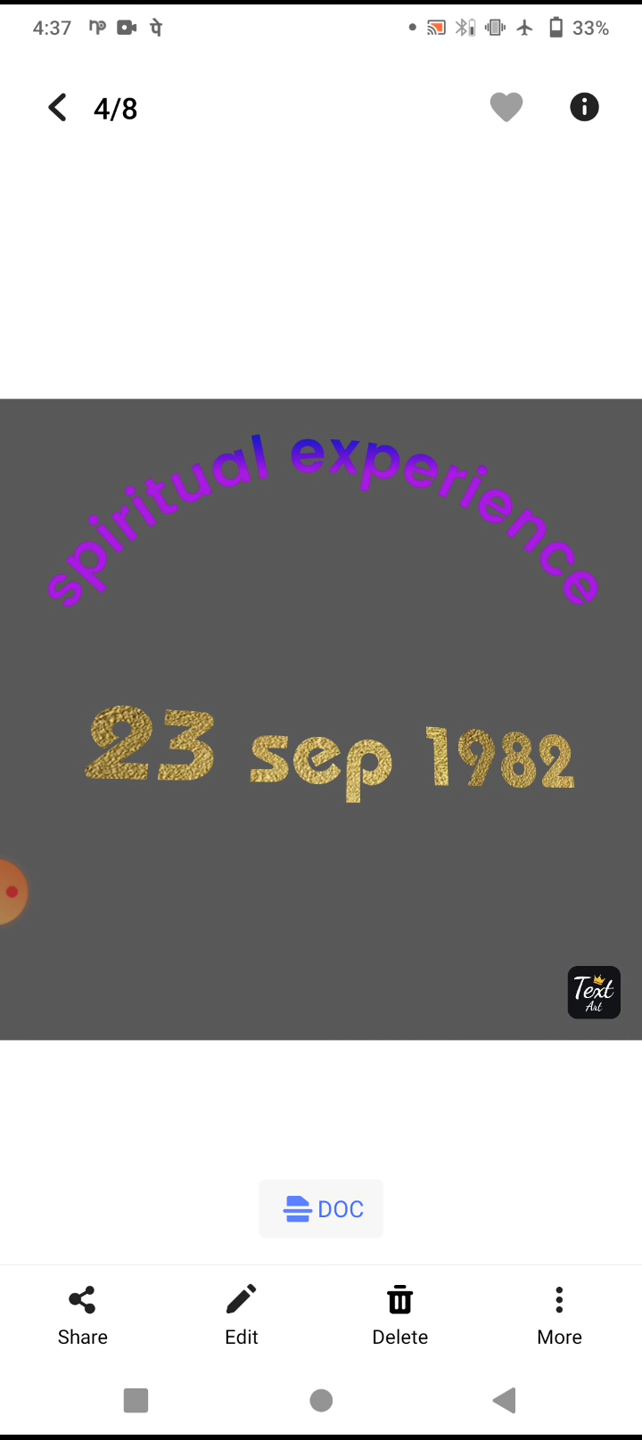 4:37 पे 33%
4/8
spiritual experience
23 sep 1982
Text
Art
DOC
Share Edit Delete More